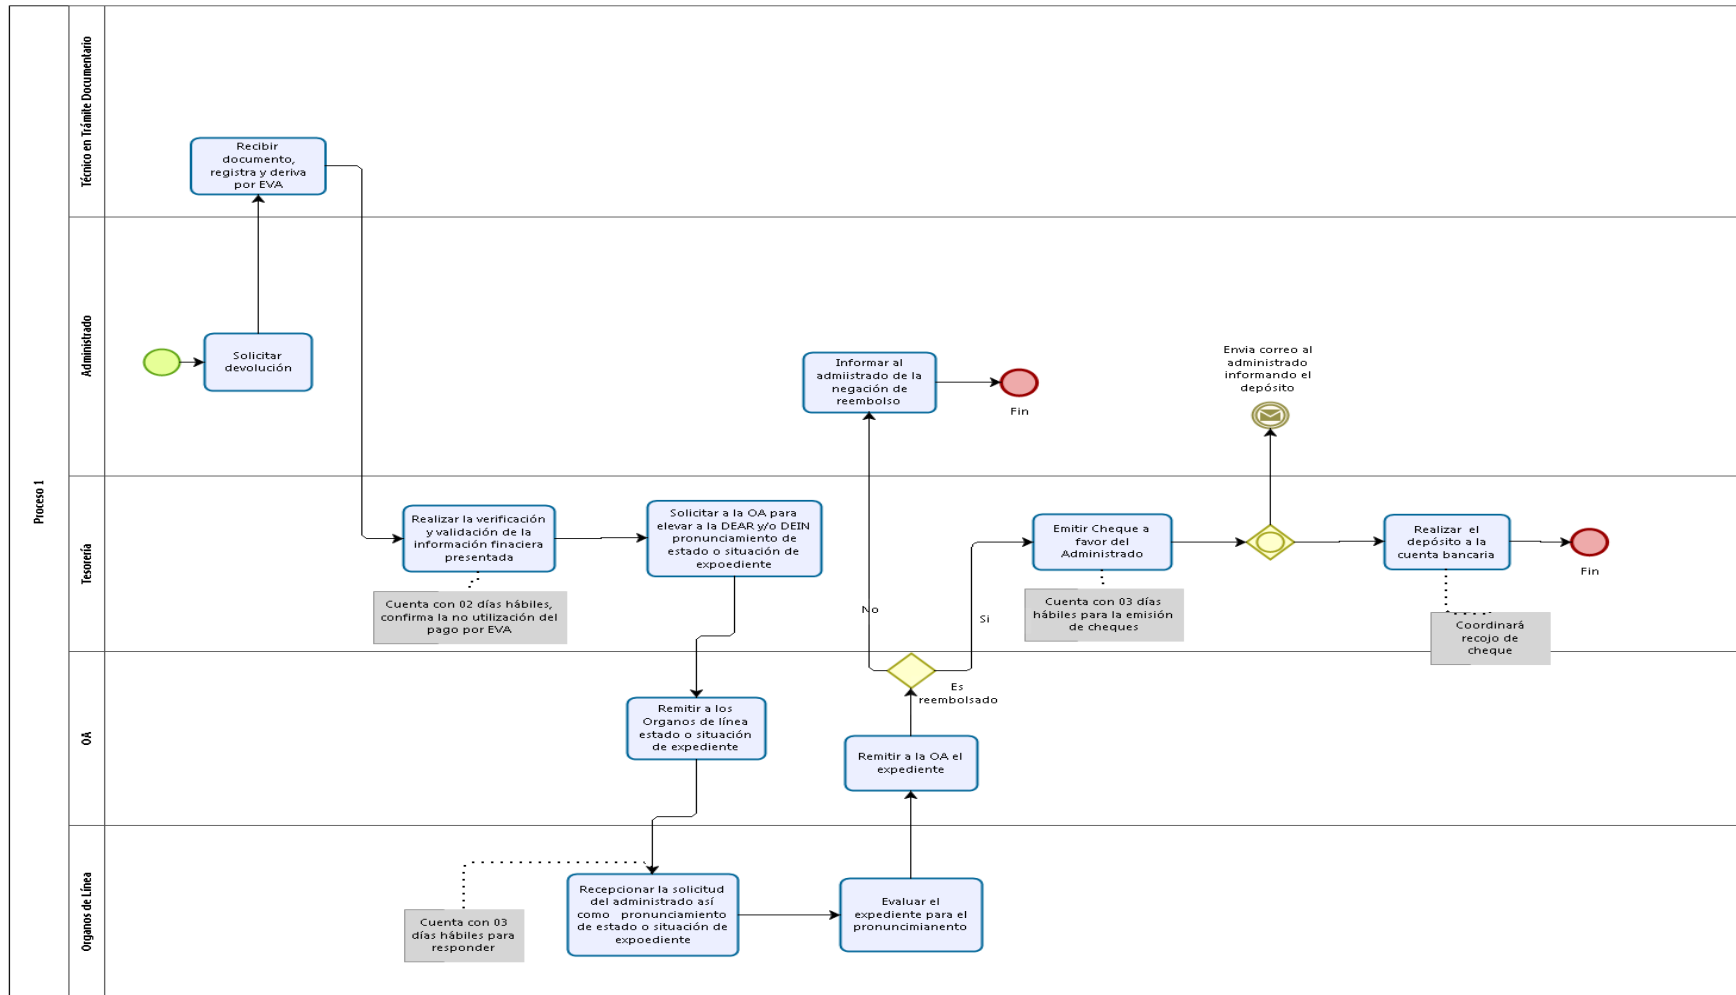 Proceso 1
Técnico en Trámite Documentario
Recibir
documento,
registra y deriva
por EVA
Administrado
Solicitar
devolución
Informar al
admiistrado de la
negación de
reembolso
Fin
Envia correo al
administrado
informando el
depósito
Tesorería
Realizar la verificación
y validación de la
información finaciera
presentada
Cuenta con 02 días hábiles,
confirma la no utilización del
pago por EVA
Solicitar a la OA para
elevar a la DEAR y/o DEIN
pronunciamiento de
estado o situación de
expoediente
No
Si
Emitir Cheque a
favor del
Administrado
Cuenta con 03 días
hábiles para la emisión
de cheques
Realizar el
depósito a la
cuenta bancaria
Coordinará
recojo de
cheque
Fin
OA
Remitir a los
Organos de línea
estado o situación
de expediente
Es
reembolsado
Remitir a la OA el
expediente
Organos de Línea
Cuenta con 03
días hábiles para
responder
Recepcionar la solicitud
del administrado así
como pronunciamiento
de estado o situación de
expoediente
Evaluar el
expediente para el
pronuncimianento